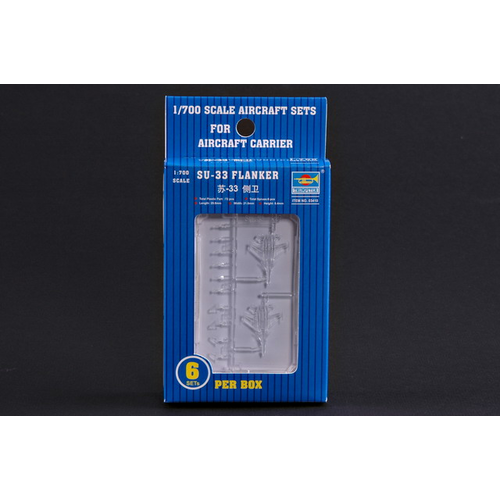 1/700 SCALE AIRCRAFT SETS
FOR
AIRCRAFT CARRIER
1:700
SCALE
SU-33 FLANKER
苏-33 侧卫
TRUMPETER
6
SETS
PER BOX